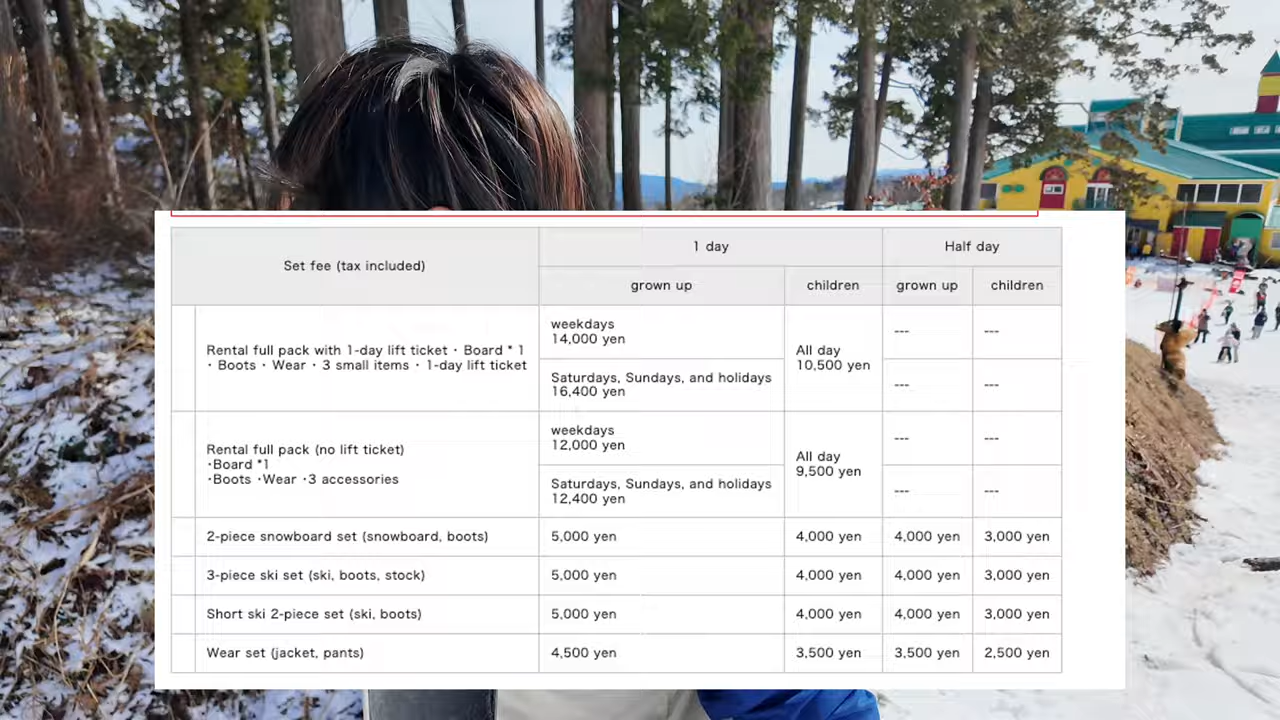 Set fee (tax included)
1 day
Half day
grown up
children
grown up
children
Rental full pack with 1-day lift ticket・Board * 1
・Boots・Wear・3 small items・1-day lift ticket
weekdays
14,000 yen
All day
10,500 yen
---
---
Saturdays, Sundays, and holidays
16,400 yen
---
---
Rental full pack (no lift ticket)
・Board *1
・Boots ・Wear ・3 accessories
weekdays
12,000 yen
All day
9,500 yen
---
---
Saturdays, Sundays, and holidays
12,400 yen
---
---
2-piece snowboard set (snowboard, boots)
5,000 yen
4,000 yen
4,000 yen
3,000 yen
3-piece ski set (ski, boots, stock)
5,000 yen
4,000 yen
4,000 yen
3,000 yen
Short ski 2-piece set (ski, boots)
5,000 yen
4,000 yen
4,000 yen
3,000 yen
Wear set (jacket, pants)
4,500 yen
3,500 yen
3,500 yen
2,500 yen